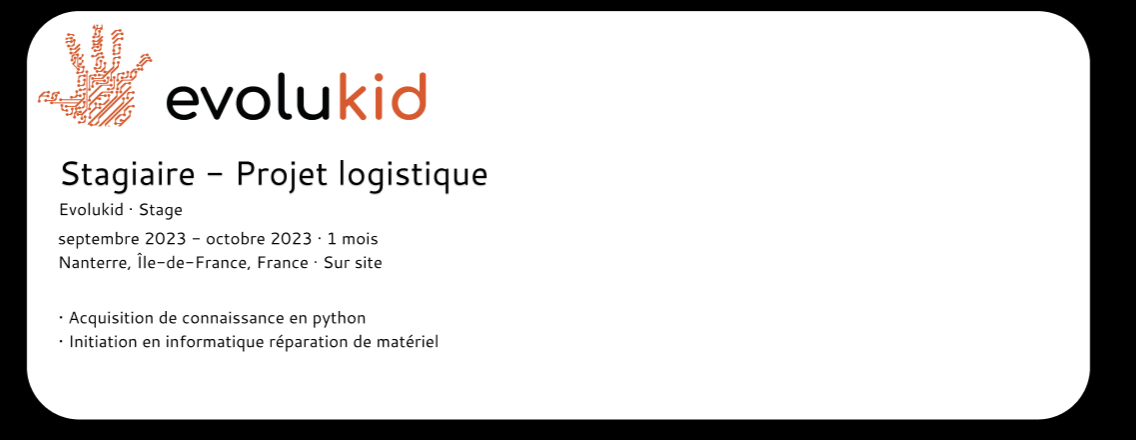 evolukid
Stagiaire - Projet logistique
Evolukid · Stage
septembre 2023 - octobre 2023 · 1 mois
Nanterre, Île-de-France, France · Sur site
· Acquisition de connaissance en python
· Initiation en informatique réparation de matériel